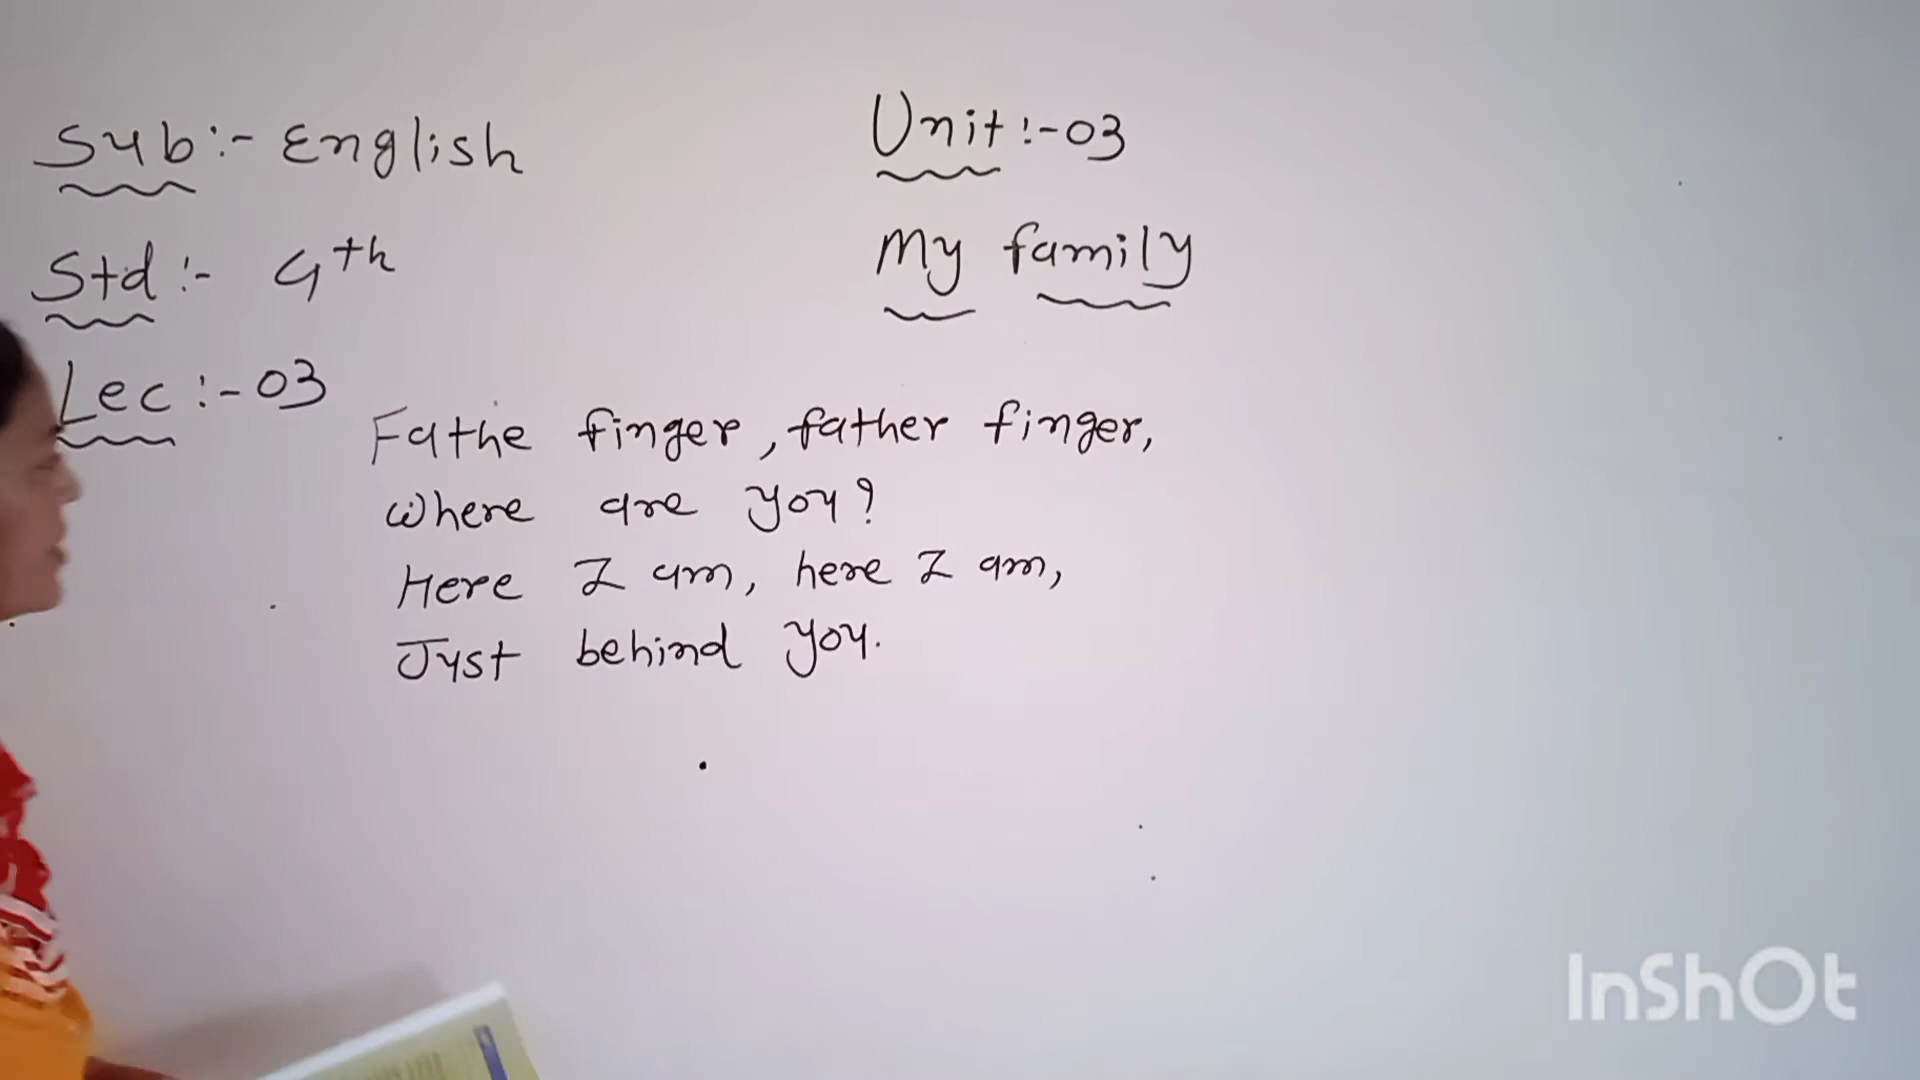 Sub:- English
Unit:-03
Std:- 4th
My family
Lec:-03
Fathe finger, father finger,
Where are you?
Here I am, here I am,
Just behind you.
InShOt